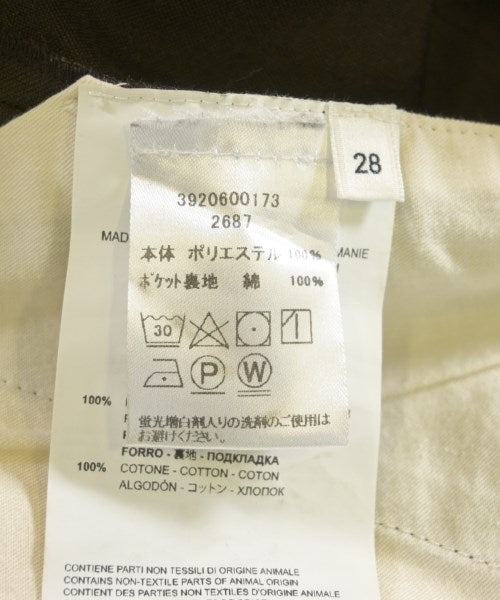 28
3920600173
2687
MAD
MANIE
本体 ポリエステル 100%
ポケット裏地 綿 100%
30
P W
100%
蛍光増白剤入りの洗剤のご使用は
お避けください。
FORRO - 裏地 - ПОДКЛАДКА
100% COTONE - COTTON - COTON
ALGODÓN - コットン - ХЛОПОК
CONTIENE PARTI NON TESSILI DI ORIGINE ANIMALE
CONTAINS NON-TEXTILE PARTS OF ANIMAL ORIGIN
CONTIENT DES PARTIES NON TEXTILES D'ORIGINE ANIMALE